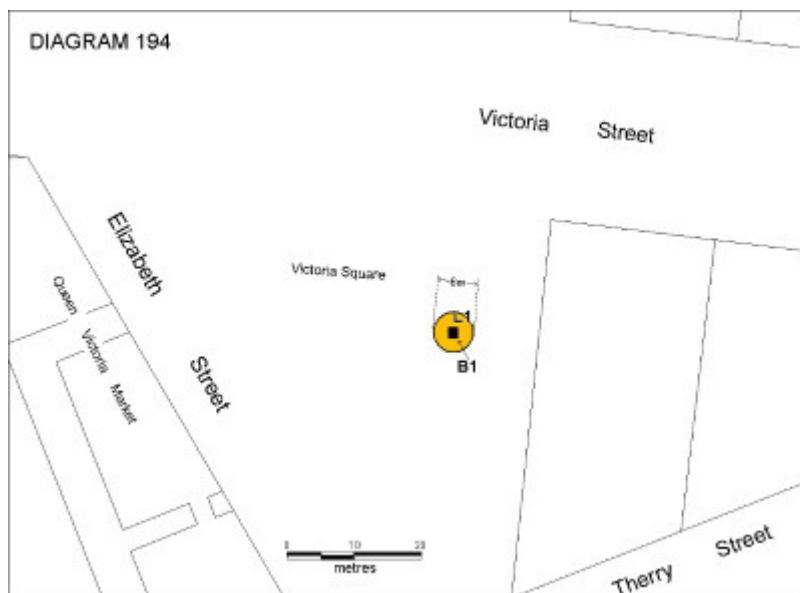 DIAGRAM 194
Victoria Street
Elizabeth Street
Victoria Square
6m
L1
B1
Queen Victoria Market
0 10 20
metres
Therry Street